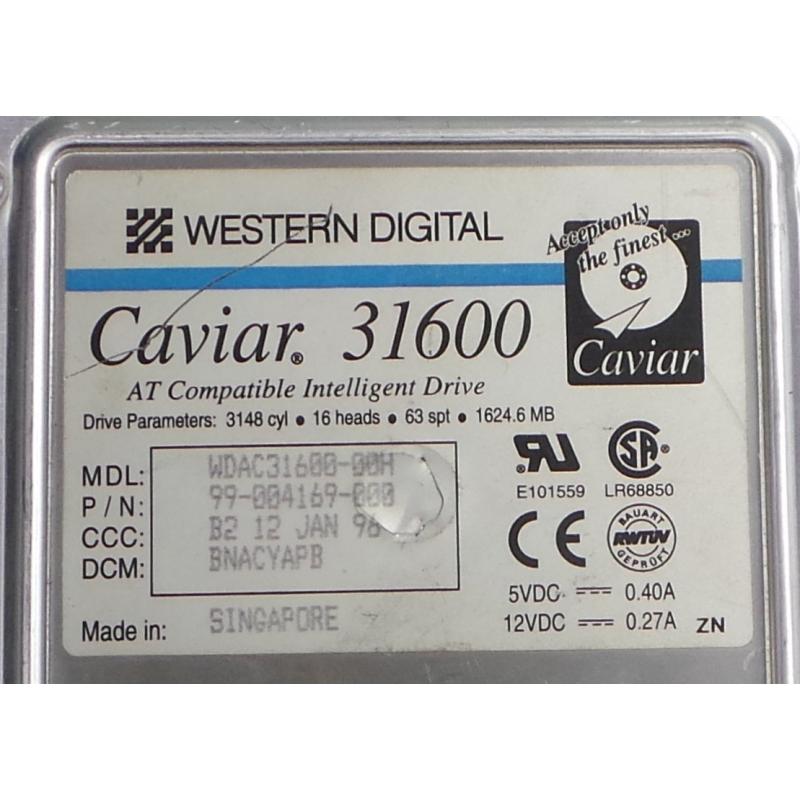 WESTERN DIGITAL
Accept only
the finest ...
Caviar® 31600
Caviar
AT Compatible Intelligent Drive
Drive Parameters: 3148 cyl ● 16 heads ● 63 spt ● 1624.6 MB
MDL: WDAC31600-00H
P / N: 99-004169-000
CCC: B2 12 JAN 96
DCM: BNACYAPB
Made in: SINGAPORE
E101559 LR68850
CE
BAUART
RWTÜV
GEPRÜFT
5VDC 0.40A
12VDC 0.27A ZN